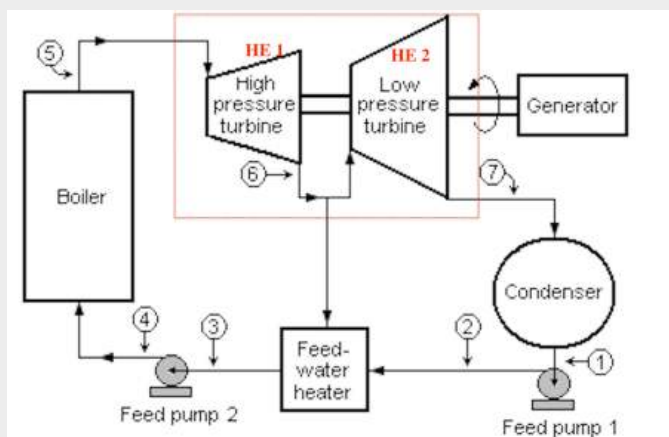 HE 1
HE 2
5
High
pressure
turbine
Low
pressure
turbine
Generator
6
7
Boiler
Condenser
4
3
2
1
Feed-
water
heater
Feed pump 2
Feed pump 1